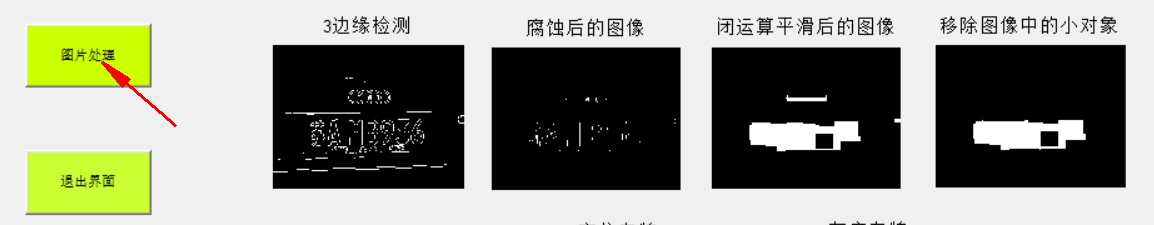 图片处理
退出界面
3边缘检测
腐蚀后的图像
闭运算平滑后的图像
移除图像中的小对象